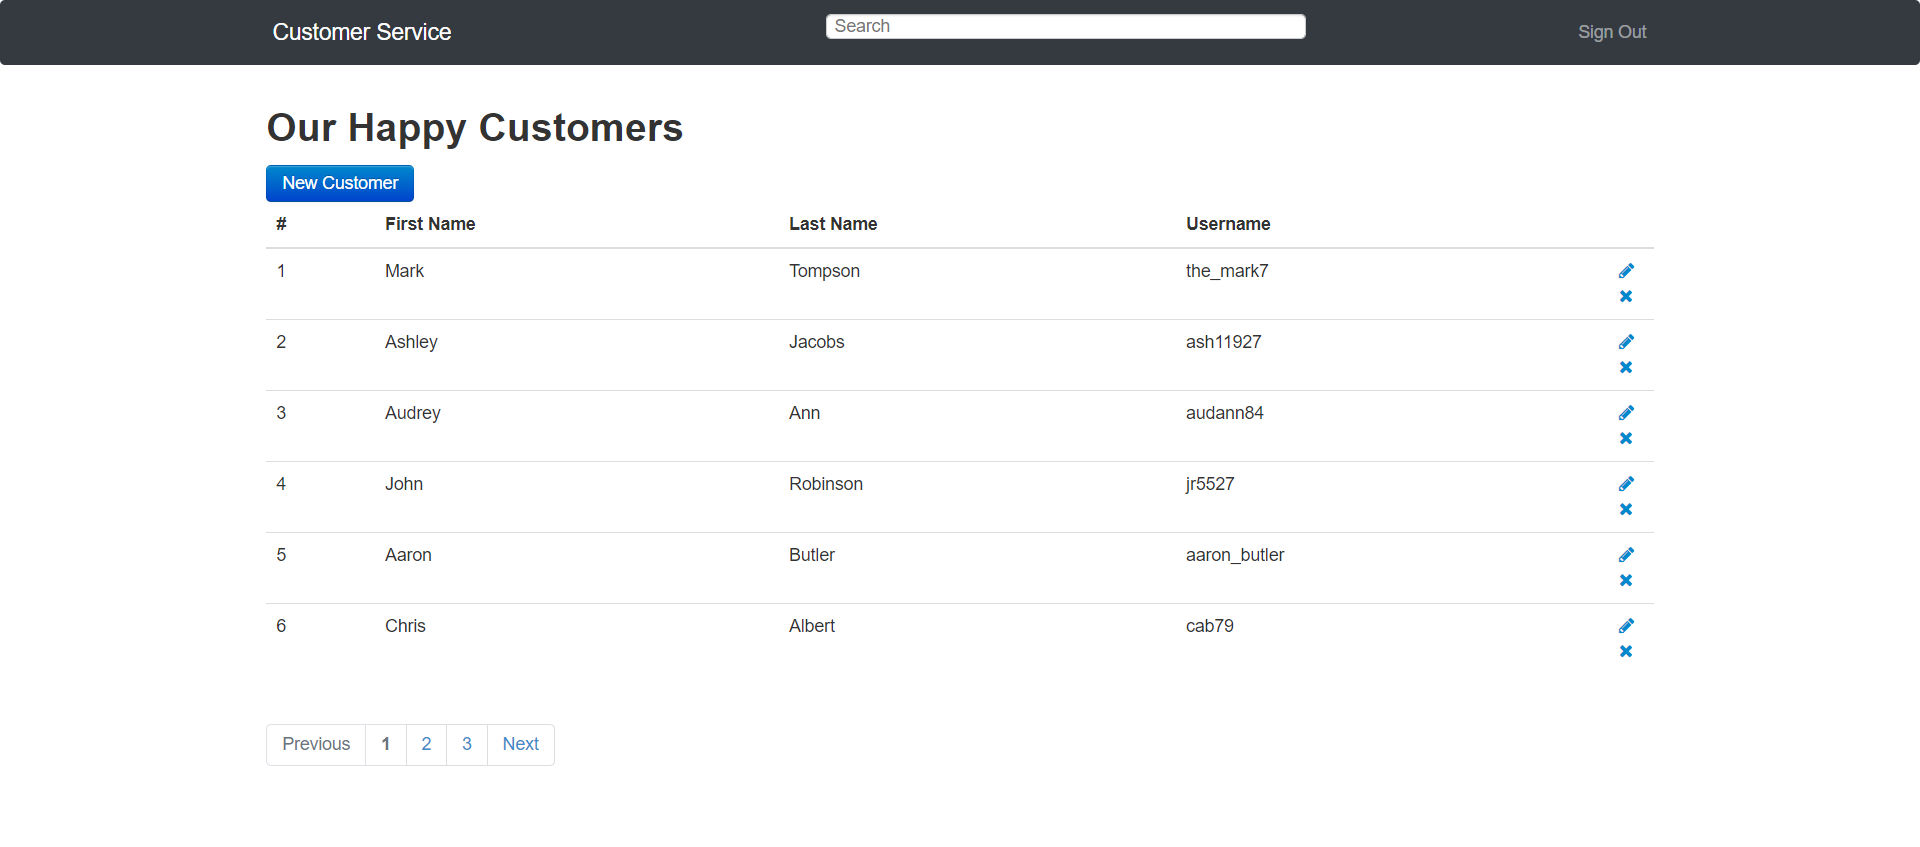 Customer Service Search Sign Out
Our Happy Customers
New Customer
# First Name Last Name Username
1 Mark Tompson the_mark7
2 Ashley Jacobs ash11927
3 Audrey Ann audann84
4 John Robinson jr5527
5 Aaron Butler aaron_butler
6 Chris Albert cab79
Previous 1 2 3 Next